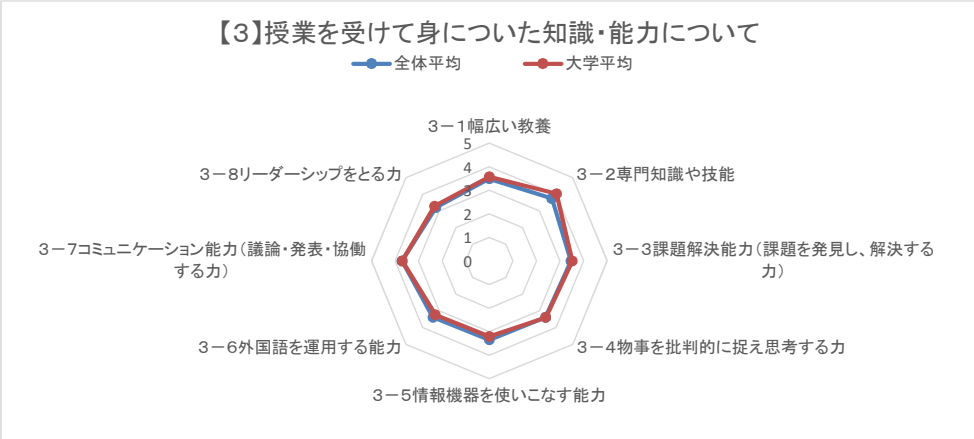 【３】授業を受けて身についた知識・能力について
全体平均
大学平均
３－１幅広い教養
３－２専門知識や技能
３－３課題解決能力（課題を発見し、解決する
力）
３－４物事を批判的に捉え思考する力
３－５情報機器を使いこなす能力
３－６外国語を運用する能力
３－７コミュニケーション能力（議論・発表・協働
する力）
３－８リーダーシップをとる力
5
4
3
2
1
0